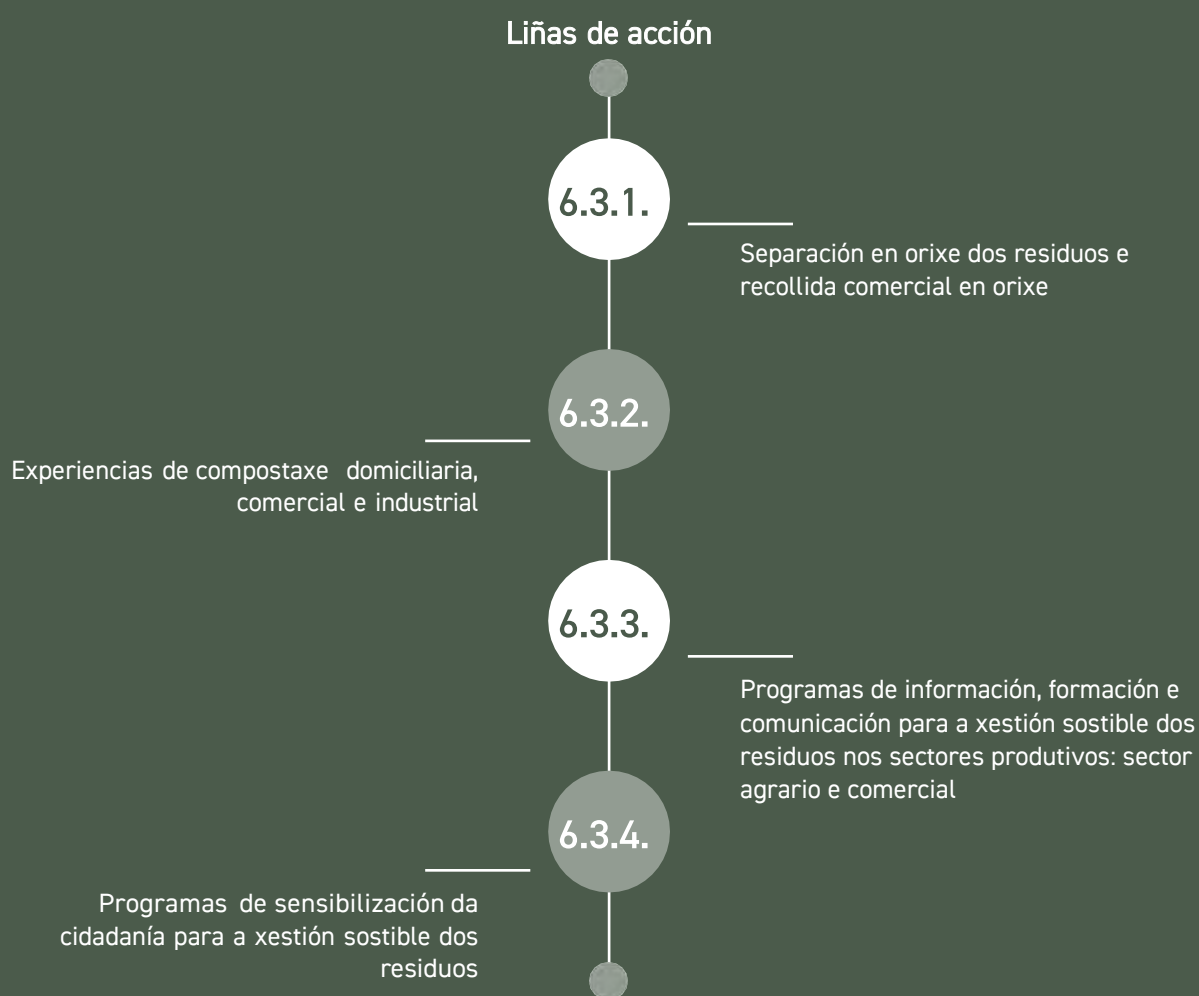 Liñas de acción
6.3.1.
Separación en orixe dos residuos e
recollida comercial en orixe
6.3.2.
Experiencias de compostaxe domiciliaria,
comercial e industrial
6.3.3.
Programas de información, formación e
comunicación para a xestión sostible dos
residuos nos sectores produtivos: sector
agrario e comercial
6.3.4.
Programas de sensibilización da
cidadanía para a xestión sostible dos
residuos